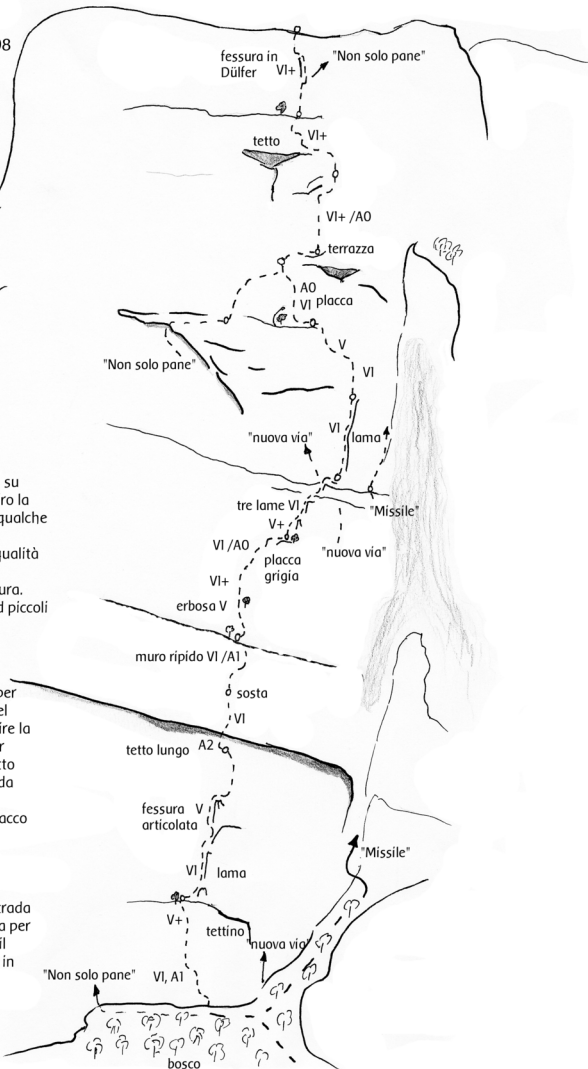 98
fessura in
Dülfer
VI+
"Non solo pane"
VI+
tetto
VI+ /A0
terrazza
A0
VI
placca
V
"Non solo pane"
VI
VI
lama
"nuova via"
su
ro la
qualche
tre lame VI
"Missile"
V+
ualità
VI /A0
"nuova via"
placca
grigia
VI+
ura.
d piccoli
erbosa V
muro ripido VI /A1
per
el
sosta
ire la
VI
r
tetto lungo
A2
tto
da
fessura
articolata
V
acco
"Missile"
VI
lama
trada
a per
V+
tettino
il
"nuova via"
in
"Non solo pane"
VI, A1
bosco